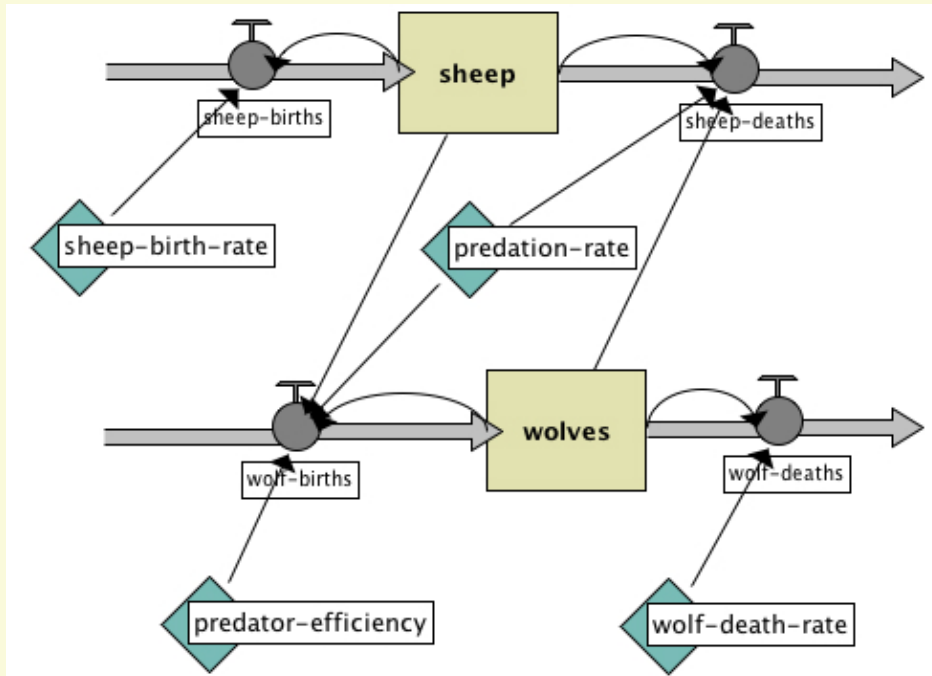 sheep
sheep-births
sheep-deaths
sheep-birth-rate
predation-rate
wolves
wolf-births
wolf-deaths
predator-efficiency
wolf-death-rate